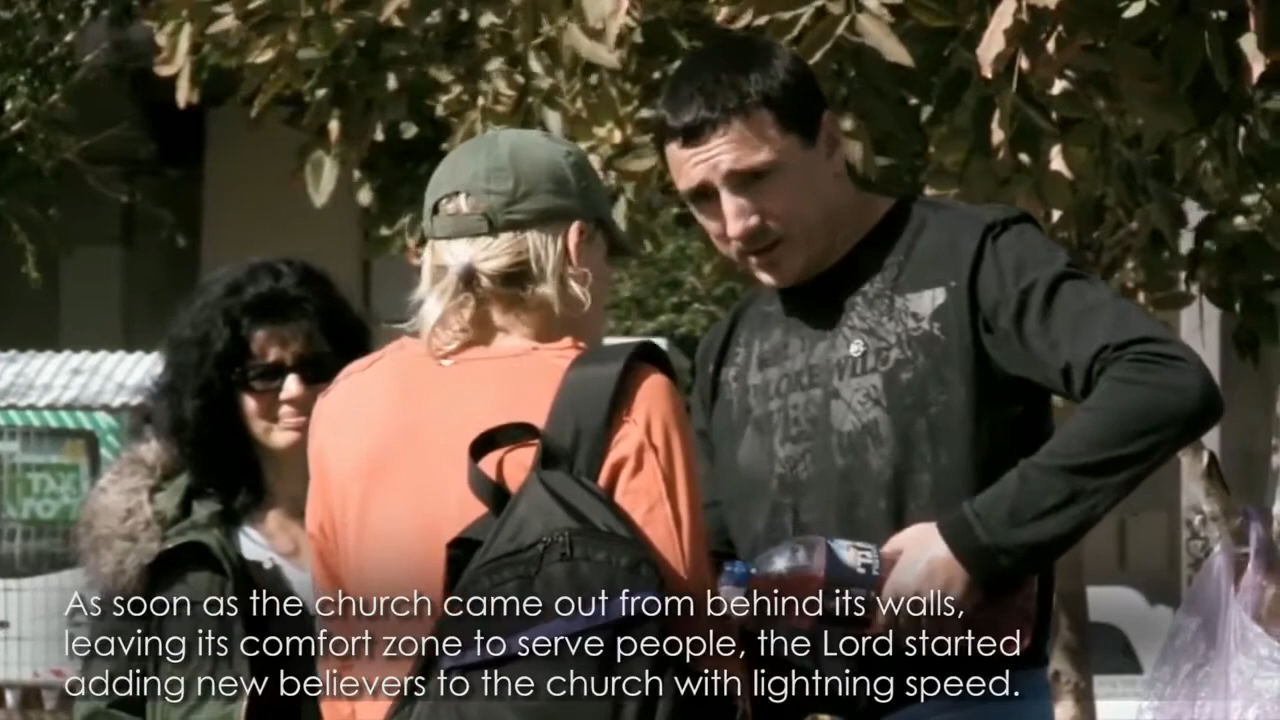 As soon as the church came out from behind its walls,
leaving its comfort zone to serve people, the Lord started
adding new believers to the church with lightning speed.